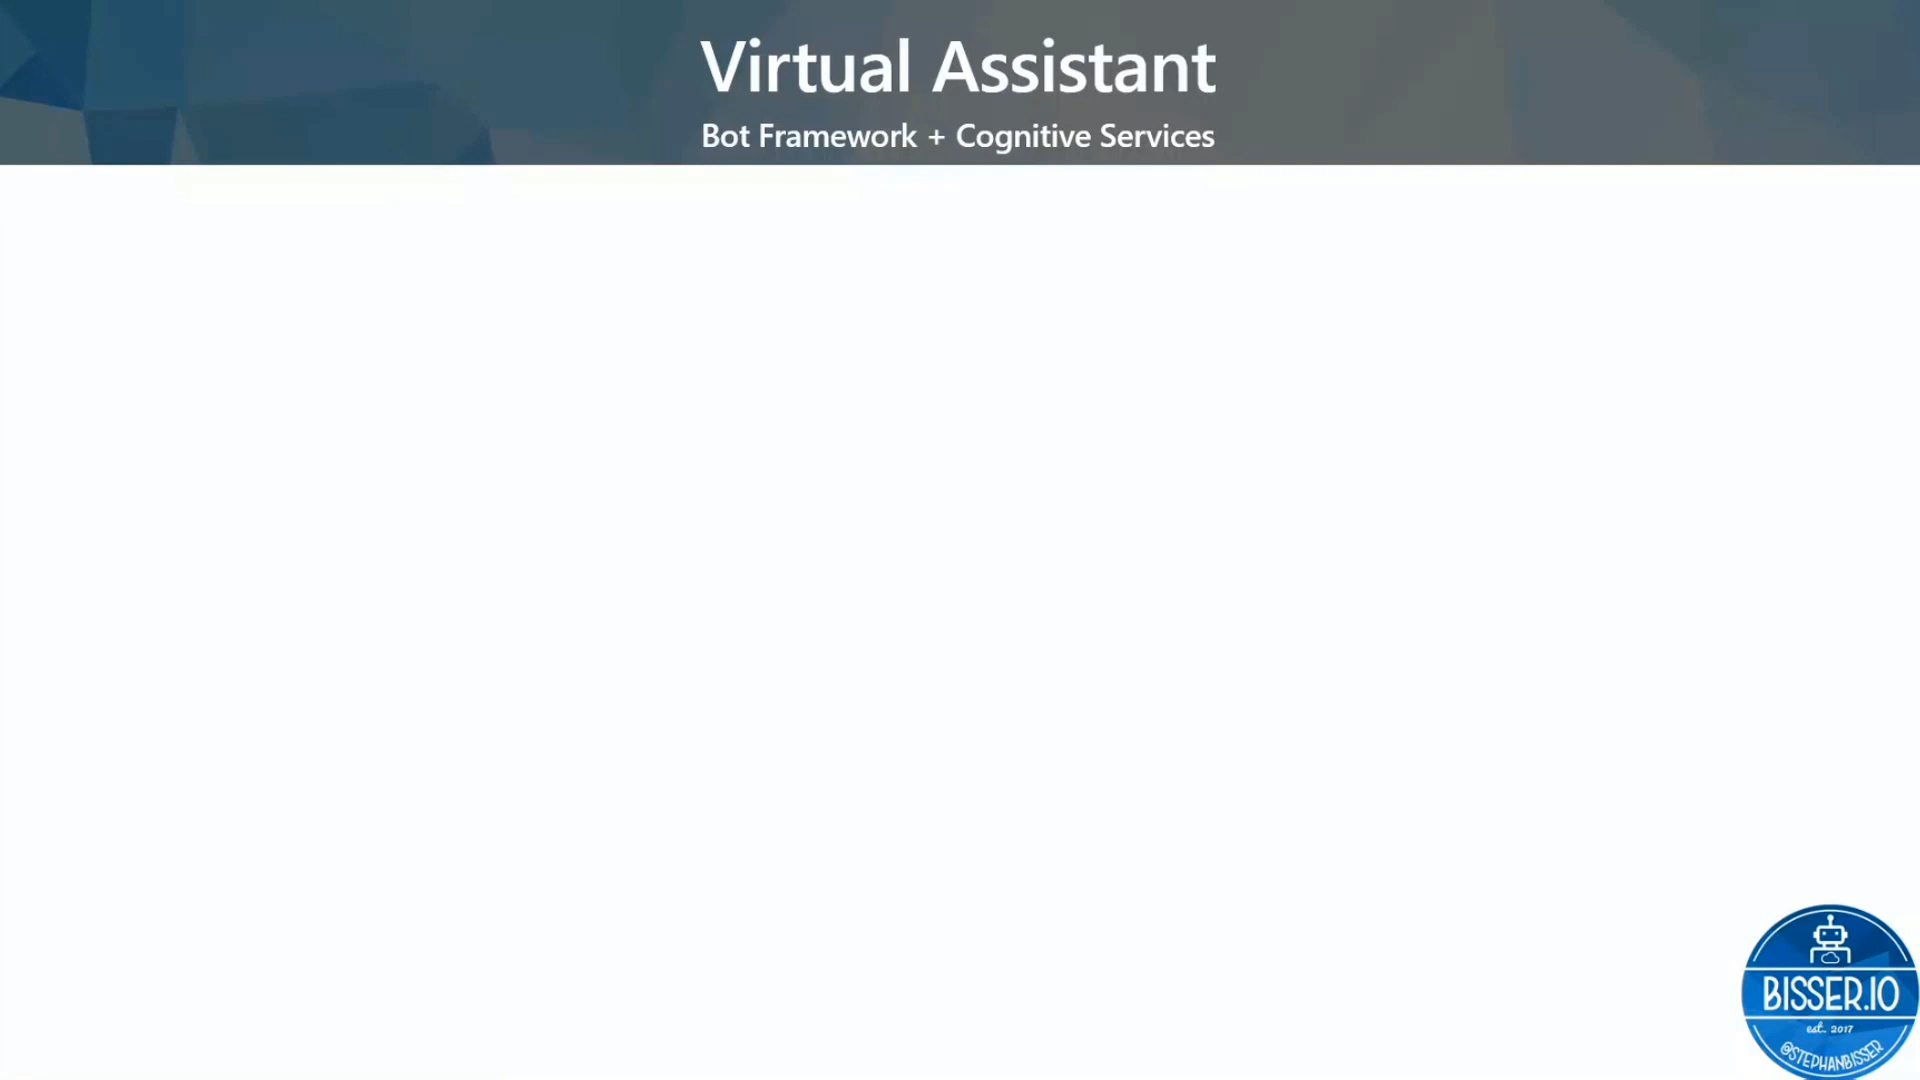 Virtual Assistant
Bot Framework + Cognitive Services
BISSER.IO
est. 2017
@STEPHANBISSER